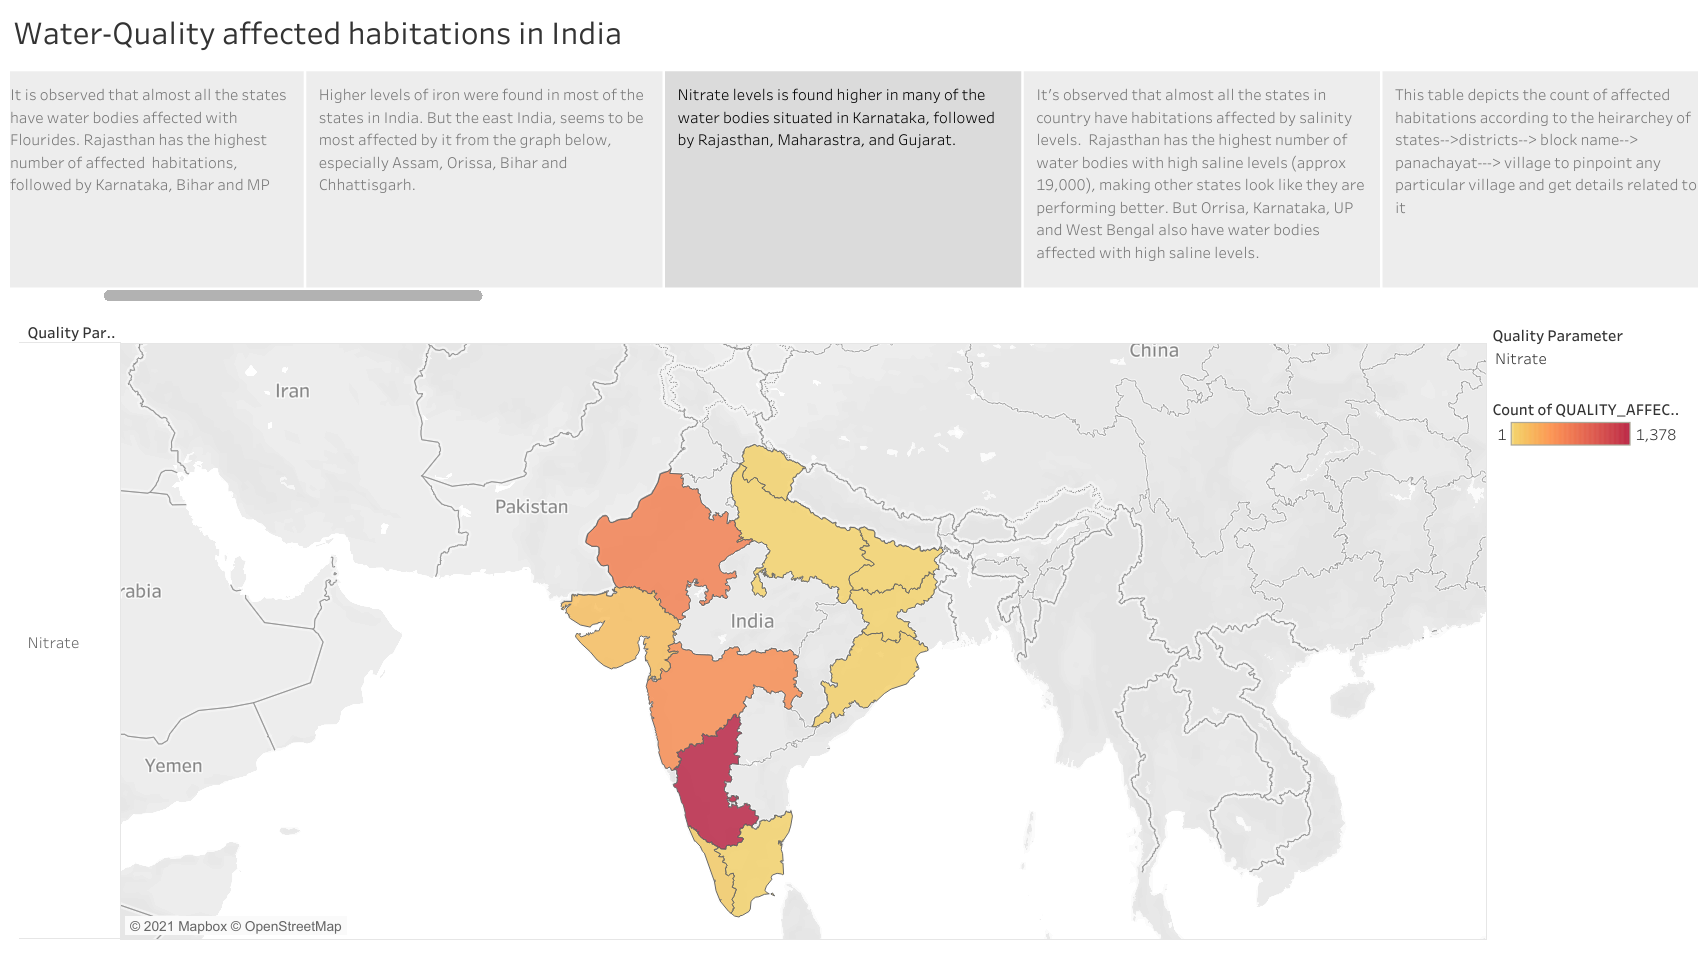 Water-Quality affected habitations in India
It is observed that almost all the states
have water bodies affected with
Flourides. Rajasthan has the highest
number of affected  habitations,
followed by Karnataka, Bihar and MP
Higher levels of iron were found in most of the
states in India. But the east India, seems to be
most affected by it from the graph below,
especially Assam, Orissa, Bihar and
Chhattisgarh.
Nitrate levels is found higher in many of the
water bodies situated in Karnataka, followed
by Rajasthan, Maharastra, and Gujarat.
It's observed that almost all the states in
country have habitations affected by salinity
levels.  Rajasthan has the highest number of
water bodies with high saline levels (approx
19,000), making other states look like they are
performing better. But Orrisa, Karnataka, UP
and West Bengal also have water bodies
affected with high saline levels.
This table depicts the count of affected
habitations according to the heirarchey of
states-->districts--> block name-->
panachayat---> village to pinpoint any
particular village and get details related to
it
Quality Par..
Nitrate
China
Iran
Pakistan
rabia
India
Yemen
© 2021 Mapbox © OpenStreetMap
Quality Parameter
Nitrate
Count of QUALITY_AFFEC..
1 1,378